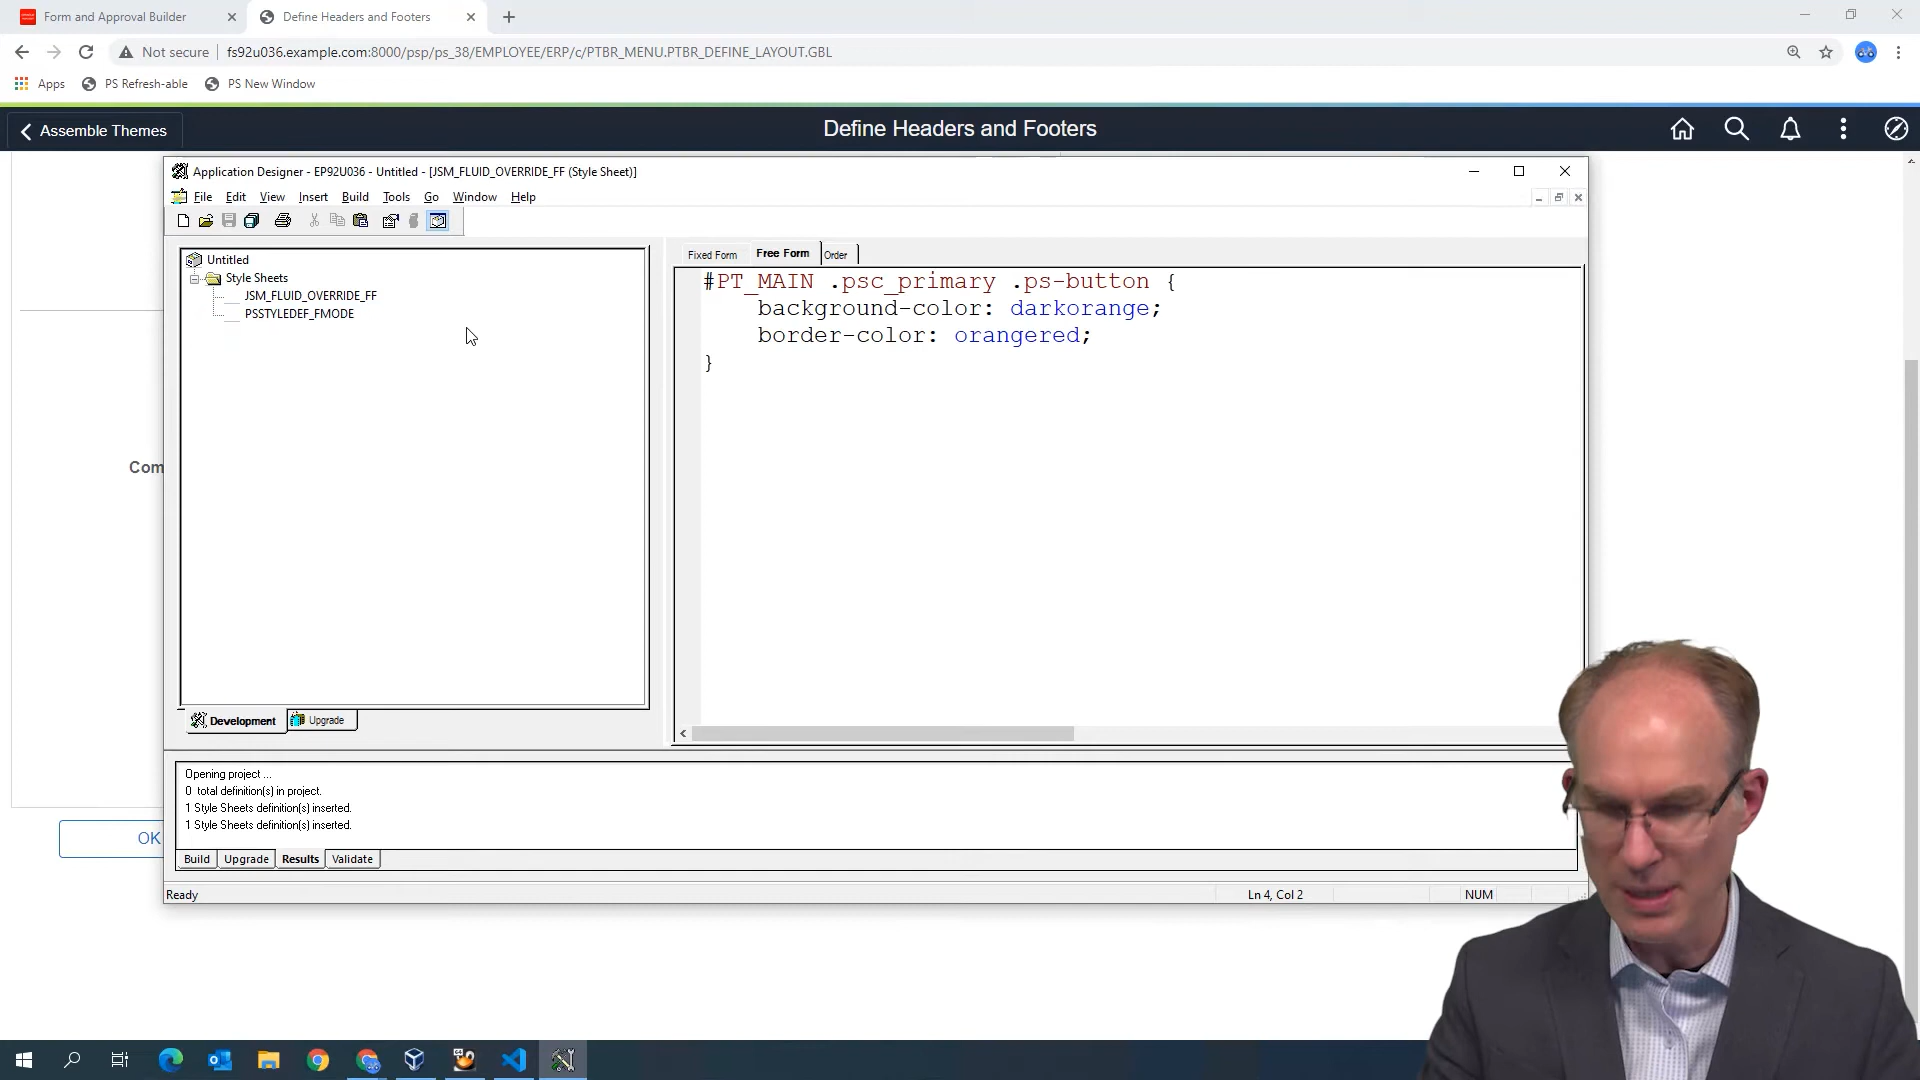 Form and Approval Builder
Define Headers and Footers
Not secure
fs92u036.example.com:8000/psp/ps_38/EMPLOYEE/ERP/c/PTBR_MENU.PTBR_DEFINE_LAYOUT.GBL
Apps PS Refresh-able PS New Window
Assemble Themes
Define Headers and Footers
Application Designer - EP92U036 - Untitled - [JSM_FLUID_OVERRIDE_FF (Style Sheet)]
File Edit View Insert Build Tools Go Window Help
Untitled
Style Sheets
JSM_FLUID_OVERRIDE_FF
PSSTYLEDEF_FMODE
Fixed Form Free Form Order
#PT_MAIN .psc_primary .ps-button {
background-color: darkorange;
border-color: orangered;
}
Com
Development Upgrade
Opening project ...
0 total definition(s) in project.
1 Style Sheets definition(s) inserted.
1 Style Sheets definition(s) inserted.
OK
Build Upgrade Results Validate
Ready
Ln 4, Col 2
NUM